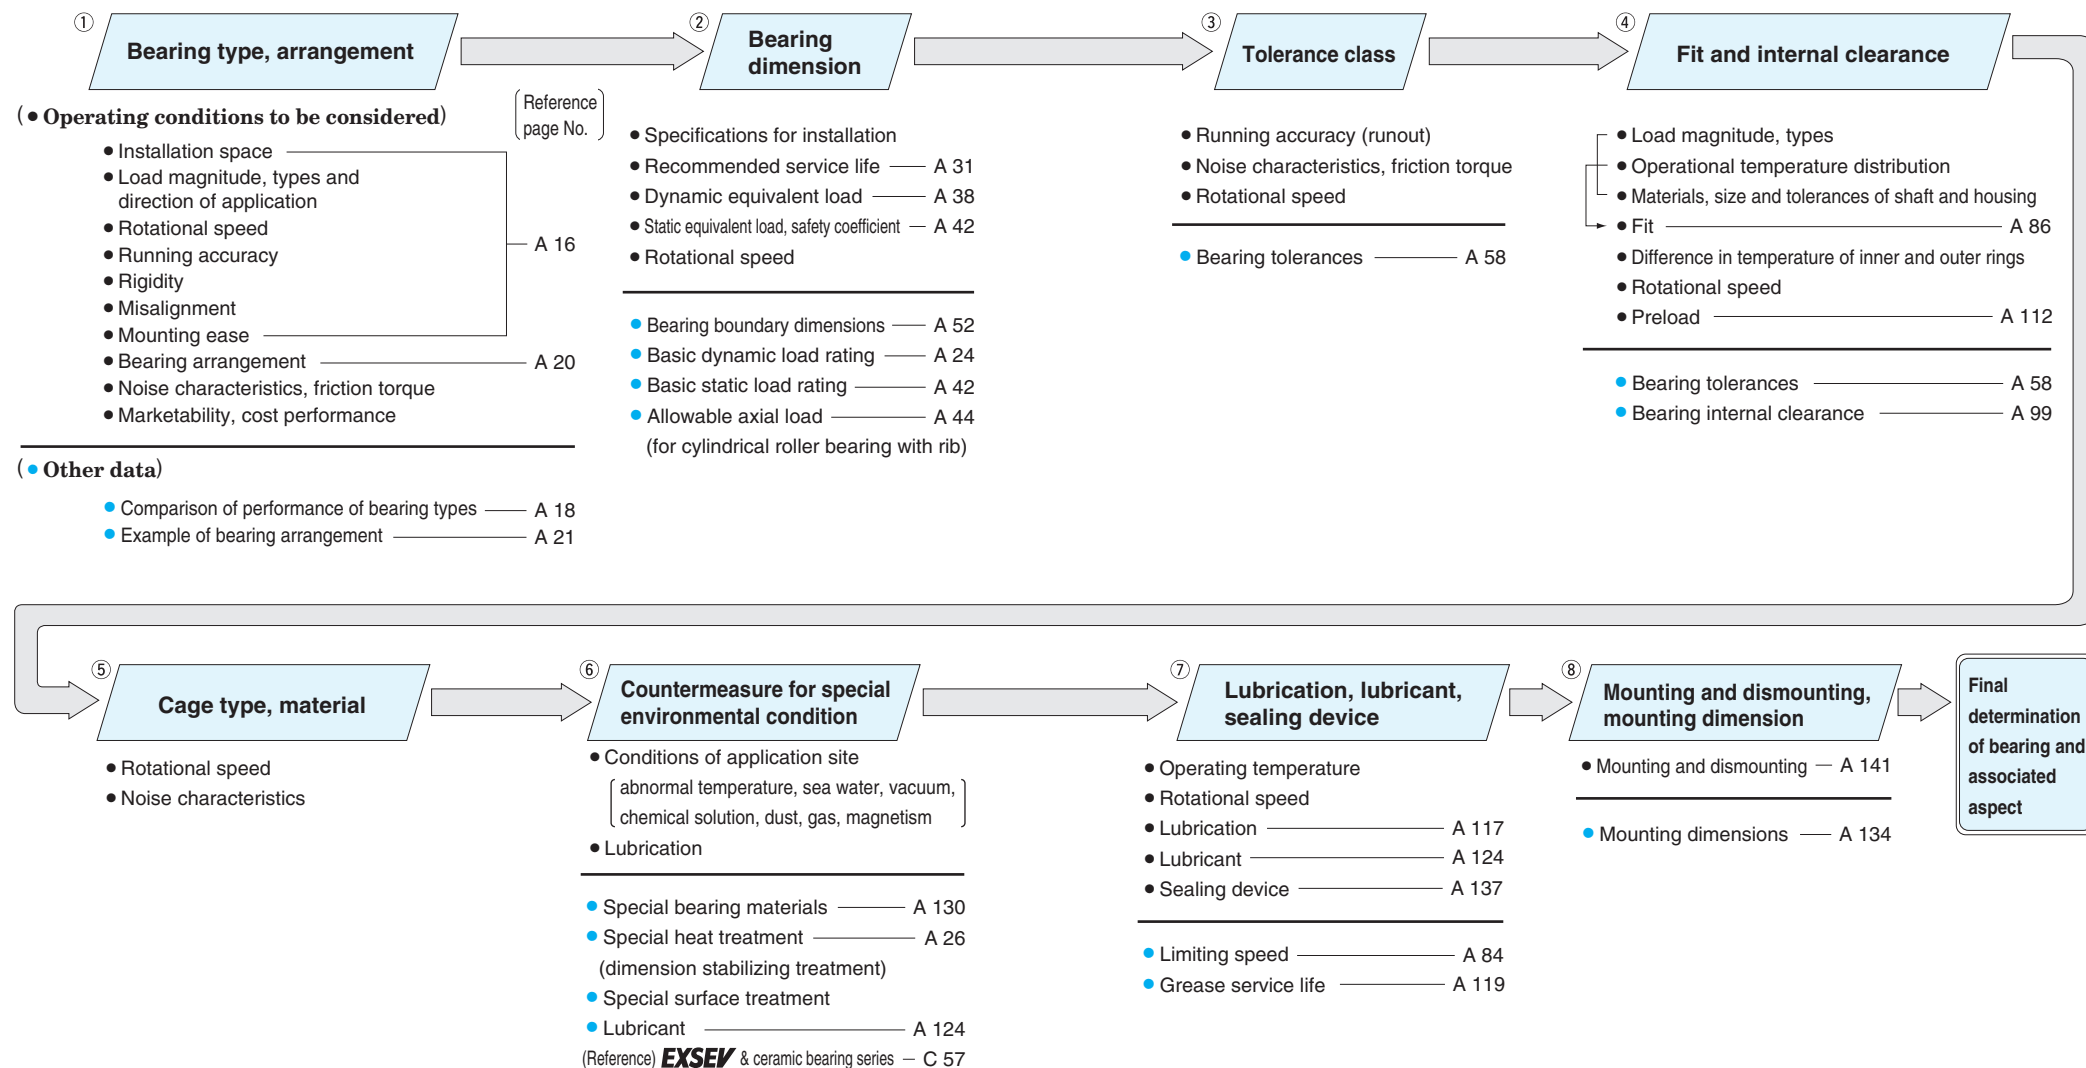 ① Bearing type, arrangement
(● Operating conditions to be considered)
Reference
page No.
● Installation space
● Load magnitude, types and
direction of application
● Rotational speed
● Running accuracy
● Rigidity
● Misalignment
● Mounting ease
A 16
● Bearing arrangement A 20
● Noise characteristics, friction torque
● Marketability, cost performance
(● Other data)
● Comparison of performance of bearing types A 18
● Example of bearing arrangement A 21
② Bearing
dimension
● Specifications for installation
● Recommended service life A 31
● Dynamic equivalent load A 38
● Static equivalent load, safety coefficient A 42
● Rotational speed
● Bearing boundary dimensions A 52
● Basic dynamic load rating A 24
● Basic static load rating A 42
● Allowable axial load A 44
(for cylindrical roller bearing with rib)
③ Tolerance class
● Running accuracy (runout)
● Noise characteristics, friction torque
● Rotational speed
● Bearing tolerances A 58
④ Fit and internal clearance
● Load magnitude, types
● Operational temperature distribution
● Materials, size and tolerances of shaft and housing
● Fit A 86
● Difference in temperature of inner and outer rings
● Rotational speed
● Preload A 112
● Bearing tolerances A 58
● Bearing internal clearance A 99
⑤ Cage type, material
● Rotational speed
● Noise characteristics
⑥ Countermeasure for special
environmental condition
● Conditions of application site
abnormal temperature, sea water, vacuum,
chemical solution, dust, gas, magnetism
● Lubrication
● Special bearing materials A 130
● Special heat treatment A 26
(dimension stabilizing treatment)
● Special surface treatment
● Lubricant A 124
(Reference) EXSEV & ceramic bearing series C 57
⑦ Lubrication, lubricant,
sealing device
● Operating temperature
● Rotational speed
● Lubrication A 117
● Lubricant A 124
● Sealing device A 137
● Limiting speed A 84
● Grease service life A 119
⑧ Mounting and dismounting,
mounting dimension
● Mounting and dismounting A 141
● Mounting dimensions A 134
Final
determination
of bearing and
associated
aspect